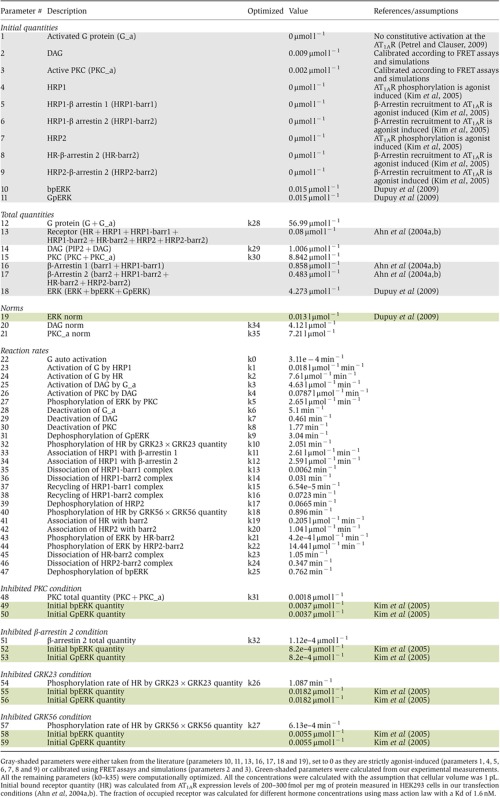 Parameter # Description Optimized Value References/assumptions
Initial quantities
1 Activated G protein (G_a) 0 μmol l−1 No constitutive activation at the
AT1AR (Petrel and Clauser, 2009)
2 DAG 0.009 μmol l−1 Calibrated according to FRET assays
and simulations
3 Active PKC (PKC_a) 0.002 μmol l−1 Calibrated according to FRET assays
and simulations
4 HRP1 0 μmol l−1 AT1AR phosphorylation is agonist
induced (Kim et al, 2005)
5 HRP1-β arrestin 1 (HRP1-barr1) 0 μmol l−1 β-Arrestin recruitment to AT1AR is
agonist induced (Kim et al, 2005)
6 HRP1-β arrestin 2 (HRP1-barr2) 0 μmol l−1 β-Arrestin recruitment to AT1AR is
agonist induced (Kim et al, 2005)
7 HRP2 0 μmol l−1 AT1AR phosphorylation is agonist
induced (Kim et al, 2005)
8 HR-β-arrestin 2 (HR-barr2) 0 μmol l−1 β-Arrestin recruitment to AT1AR is
agonist induced (Kim et al, 2005)
9 HRP2-β-arrestin 2 (HRP2-barr2) 0 μmol l−1 β-Arrestin recruitment to AT1AR is
agonist induced (Kim et al, 2005)
10 bpERK 0.015 μmol l−1 Dupuy et al (2009)
11 GpERK 0.015 μmol l−1 Dupuy et al (2009)
Total quantities
12 G protein (G + G_a) k28 56.99 μmol l−1
13 Receptor (HR + HRP1 + HRP1-barr1 + 0.08 μmol l−1 Ahn et al (2004a,b)
HRP1-barr2 + HR-barr2 + HRP2 + HRP2-barr2)
14 DAG (PIP2 + DAG) k29 1.006 μmol l−1
15 PKC (PKC + PKC_a) k30 8.842 μmol l−1
16 β-Arrestin 1 (barr1 + HRP1-barr1) 0.858 μmol l−1 Ahn et al (2004a,b)
17 β-Arrestin 2 (barr2 + HRP1-barr2 + 0.483 μmol l−1 Ahn et al (2004a,b)
HR-barr2 + HRP2-barr2)
18 ERK (ERK + bpERK + GpERK) 4.273 μmol l−1 Dupuy et al (2009)
Norms
19 ERK norm 0.013 l μmol−1 Dupuy et al (2009)
20 DAG norm k34 4.12 l μmol−1
21 PKC_a norm k35 7.21 l μmol−1
Reaction rates
22 G auto activation k0 3.11e − 4 min−1
23 Activation of G by HRP1 k1 0.018 l μmol−1 min−1
24 Activation of G by HR k2 7.6 l μmol−1 min−1
25 Activation of DAG by G_a k3 4.63 l μmol−1 min−1
26 Activation of PKC by DAG k4 0.0787 l μmol−1 min−1
27 Phosphorylation of ERK by PKC k5 2.65 l μmol−1 min−1
28 Deactivation of G_a k6 5.1 min−1
29 Deactivation of DAG k7 0.461 min−1
30 Deactivation of PKC k8 1.77 min−1
31 Dephosphorylation of GpERK k9 3.04 min−1
32 Phosphorylation of HR by GRK23 × GRK23 quantity k10 2.051 min−1
33 Association of HRP1 with β-arrestin 1 k11 2.61 l μmol−1 min−1
34 Association of HRP1 with β-arrestin 2 k12 2.59 l μmol−1 min−1
35 Dissociation of HRP1-barr1 complex k13 0.0062 min−1
36 Dissociation of HRP1-barr2 complex k14 0.031 min−1
37 Recycling of HRP1-barr1 complex k15 6.54e–5 min−1
38 Recycling of HRP1-barr2 complex k16 0.0723 min−1
39 Dephosphorylation of HRP2 k17 0.0665 min−1
40 Phosphorylation of HR by GRK56 × GRK56 quantity k18 0.896 min−1
41 Association of HR with barr2 k19 0.205 l μmol−1 min−1
42 Association of HRP2 with barr2 k20 1.04 l μmol−1 min−1
43 Phosphorylation of ERK by HR-barr2 k21 4.2e–4 l μmol−1 min−1
44 Phosphorylation of ERK by HRP2-barr2 k22 14.44 l μmol−1 min−1
45 Dissociation of HR-barr2 complex k23 1.05 min−1
46 Dissociation of HRP2-barr2 complex k24 0.347 min−1
47 Dephosphorylation of bpERK k25 0.762 min−1
Inhibited PKC condition
48 PKC total quantity (PKC + PKC_a) k31 0.0018 μmol l−1
49 Initial bpERK quantity 0.0037 μmol l−1 Kim et al (2005)
50 Initial GpERK quantity 0.0037 μmol l−1 Kim et al (2005)
Inhibited β-arrestin 2 condition
51 β-arrestin 2 total quantity k32 1.12e–4 μmol l−1
52 Initial bpERK quantity 8.2e–4 μmol l−1 Kim et al (2005)
53 Initial GpERK quantity 8.2e–4 μmol l−1 Kim et al (2005)
Inhibited GRK23 condition
54 Phosphorylation rate of HR by GRK23 × GRK23 quantity k26 1.087 min−1
55 Initial bpERK quantity 0.0182 μmol l−1 Kim et al (2005)
56 Initial GpERK quantity 0.0182 μmol l−1 Kim et al (2005)
Inhibited GRK56 condition
57 Phosphorylation rate of HR by GRK56 × GRK56 quantity k27 6.13e–4 min−1
58 Initial bpERK quantity 0.0055 μmol l−1 Kim et al (2005)
59 Initial GpERK quantity 0.0055 μmol l−1 Kim et al (2005)
Gray-shaded parameters were either taken from the literature (parameters 10, 11, 13, 16, 17, 18 and 19), set to 0 as they are strictly agonist-induced (parameters 1, 4, 5,
6, 7, 8 and 9) or calibrated using FRET assays and simulations (parameters 2 and 3). Green-shaded parameters were calculated from our experimental measurements.
All the remaining parameters (k0–k35) were computationally optimized. All the concentrations were calculated with the assumption that cellular volume was 1 pL.
Initial bound receptor quantity (HR) was calculated from AT1AR expression levels of 200–300 fmol per mg of protein measured in HEK293 cells in our transfection
conditions (Ahn et al, 2004a,b). The fraction of occupied receptor was calculated for different hormone concentrations using mass action law with a Kd of 1.6 nM.